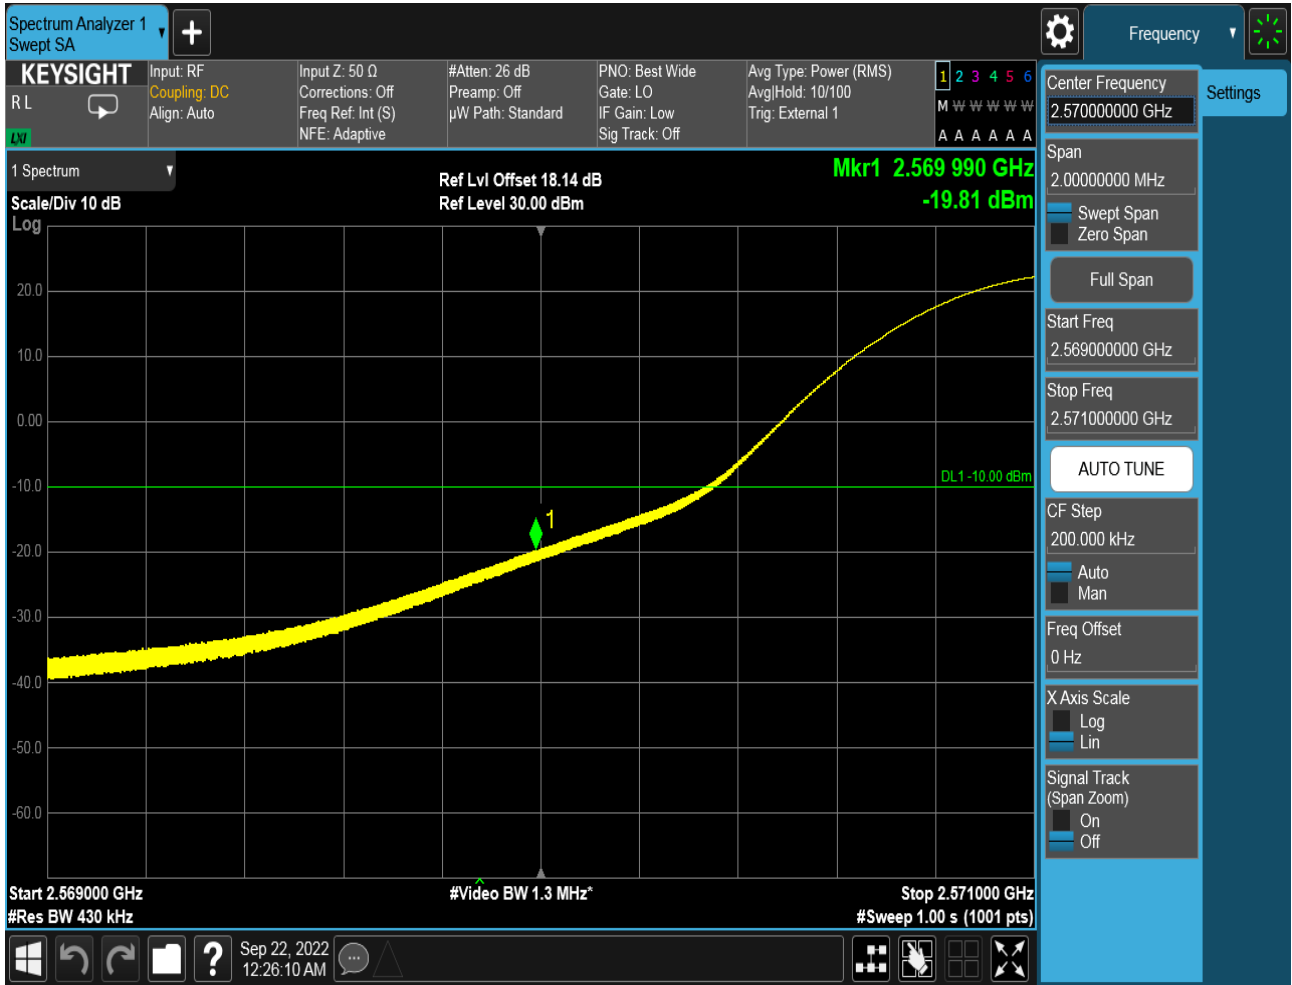 Spectrum Analyzer 1
Swept SA
Frequency
KEYSIGHT
R L
LXI
Input: RF
Coupling: DC
Align: Auto
Input Z: 50 Ω
Corrections: Off
Freq Ref: Int (S)
NFE: Adaptive
#Atten: 26 dB
Preamp: Off
µW Path: Standard
PNO: Best Wide
Gate: LO
IF Gain: Low
Sig Track: Off
Avg Type: Power (RMS)
Avg|Hold: 10/100
Trig: External 1
1 2 3 4 5 6
M W W W W W
A A A A A A
1 Spectrum
Scale/Div 10 dB
Log
Ref Lvl Offset 18.14 dB
Ref Level 30.00 dBm
Mkr1 2.569 990 GHz
-19.81 dBm
20.0
10.0
0.00
-10.0
-20.0
-30.0
-40.0
-50.0
-60.0
DL1 -10.00 dBm
1
Start 2.569000 GHz
#Res BW 430 kHz
#Video BW 1.3 MHz*
Stop 2.571000 GHz
#Sweep 1.00 s (1001 pts)
Center Frequency
2.570000000 GHz
Settings
Span
2.00000000 MHz
Swept Span
Zero Span
Full Span
Start Freq
2.569000000 GHz
Stop Freq
2.571000000 GHz
AUTO TUNE
CF Step
200.000 kHz
Auto
Man
Freq Offset
0 Hz
X Axis Scale
Log
Lin
Signal Track
(Span Zoom)
On
Off
?
Sep 22, 2022
12:26:10 AM